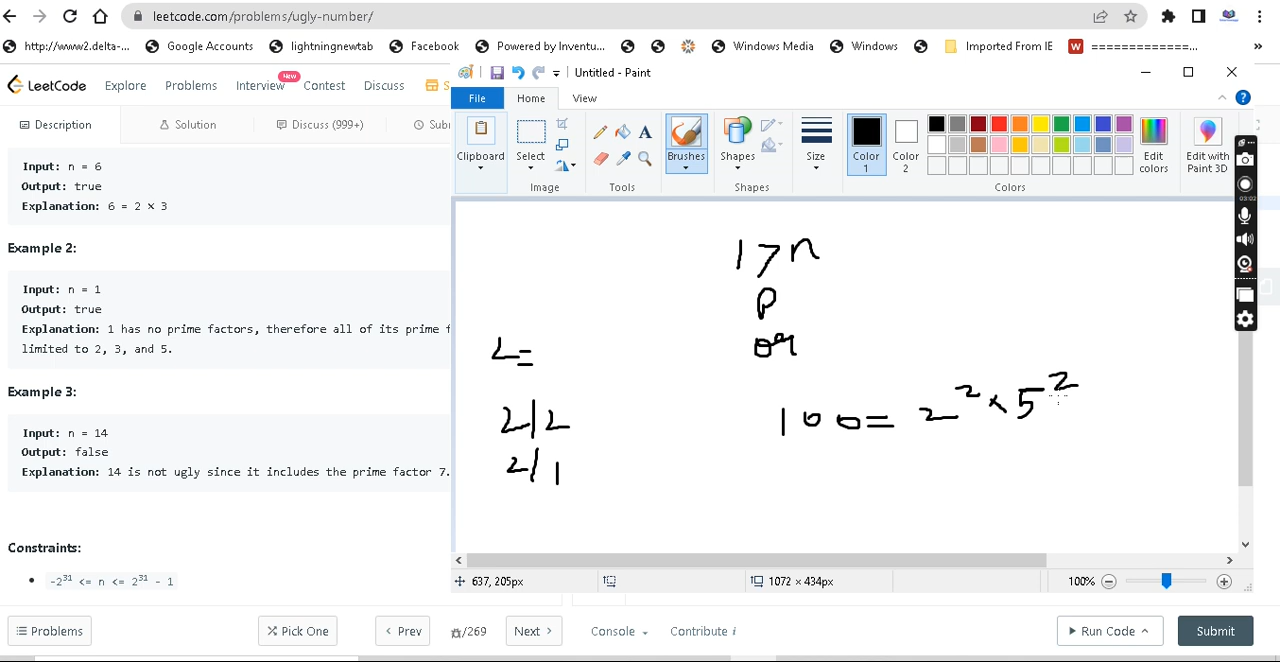 leetcode.com/problems/ugly-number/
http://www2.delta-... Google Accounts lightningnewtab Facebook Powered by Inventu... Windows Media Windows Imported From IE W =============... »
LeetCode Explore Problems Interview New Contest Discuss S
Untitled - Paint
File Home View
Description Solution Discuss (999+) Sub
Clipboard Select Brushes Shapes Size Color 1 Color 2 Edit colors Edit with Paint 3D
Image Tools Shapes Colors
03:02
Input: n = 6
Output: true
Explanation: 6 = 2 × 3
Example 2:
Input: n = 1
Output: true
Explanation: 1 has no prime factors, therefore all of its prime f
limited to 2, 3, and 5.
Example 3:
Input: n = 14
Output: false
Explanation: 14 is not ugly since it includes the prime factor 7.
Constraints:
-2³¹ <= n <= 2³¹ - 1
1 > n
P
or
2 | 2
2 | 1
100 = 2² × 5²
637, 205px 1072 × 434px 100%
Problems Pick One Prev /269 Next Console Contribute i Run Code Submit